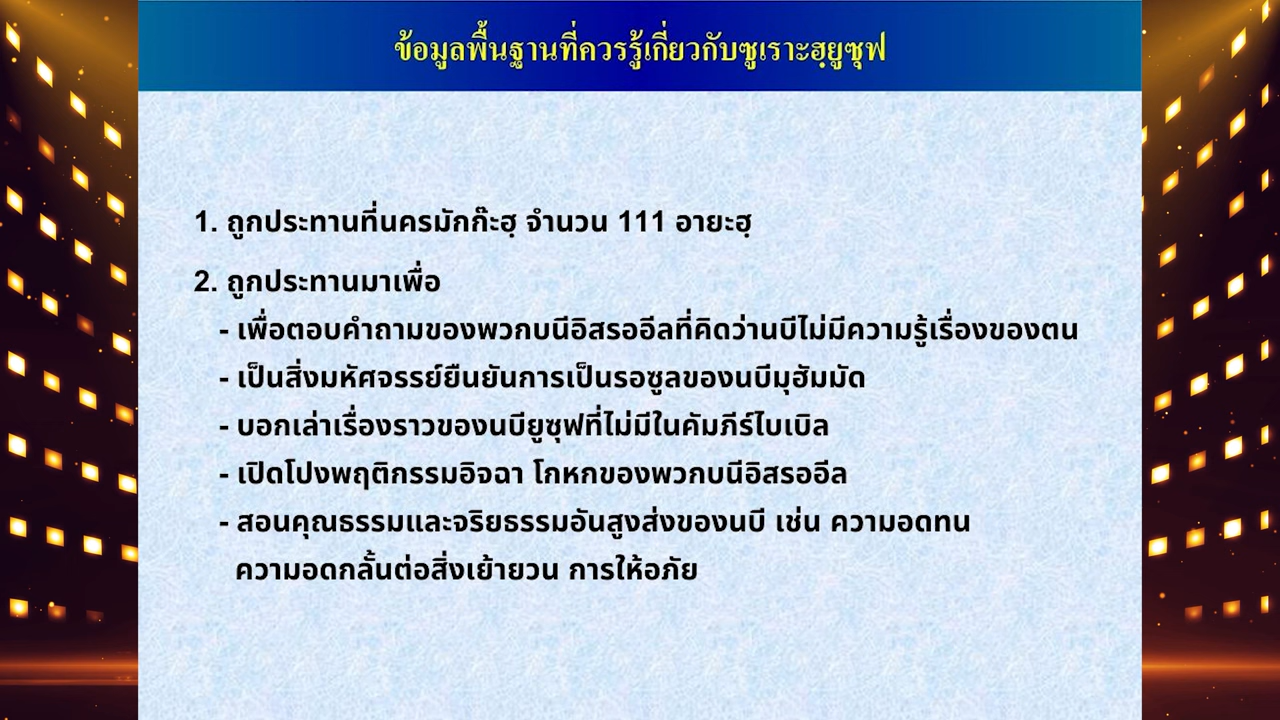 ข้อมูลพื้นฐานที่ควรรู้เกี่ยวกับซูเราะฮฺยูซุฟ
1. ถูกประทานที่นครมักก๊ะฮฺ จำนวน 111 อายะฮฺ
2. ถูกประทานมาเพื่อ
- เพื่อตอบคำถามของพวกบนีอิสรออีลที่คิดว่านบีไม่มีความรู้เรื่องของตน
- เป็นสิ่งมหัศจรรย์ยืนยันการเป็นรอซูลของนบีมุฮัมมัด
- บอกเล่าเรื่องราวของนบียูซุฟที่ไม่มีในคัมภีร์ไบเบิล
- เปิดโปงพฤติกรรมอิจฉา โกหกของพวกบนีอิสรออีล
- สอนคุณธรรมและจริยธรรมอันสูงส่งของนบี เช่น ความอดทน
ความอดกลั้นต่อสิ่งเย้ายวน การให้อภัย